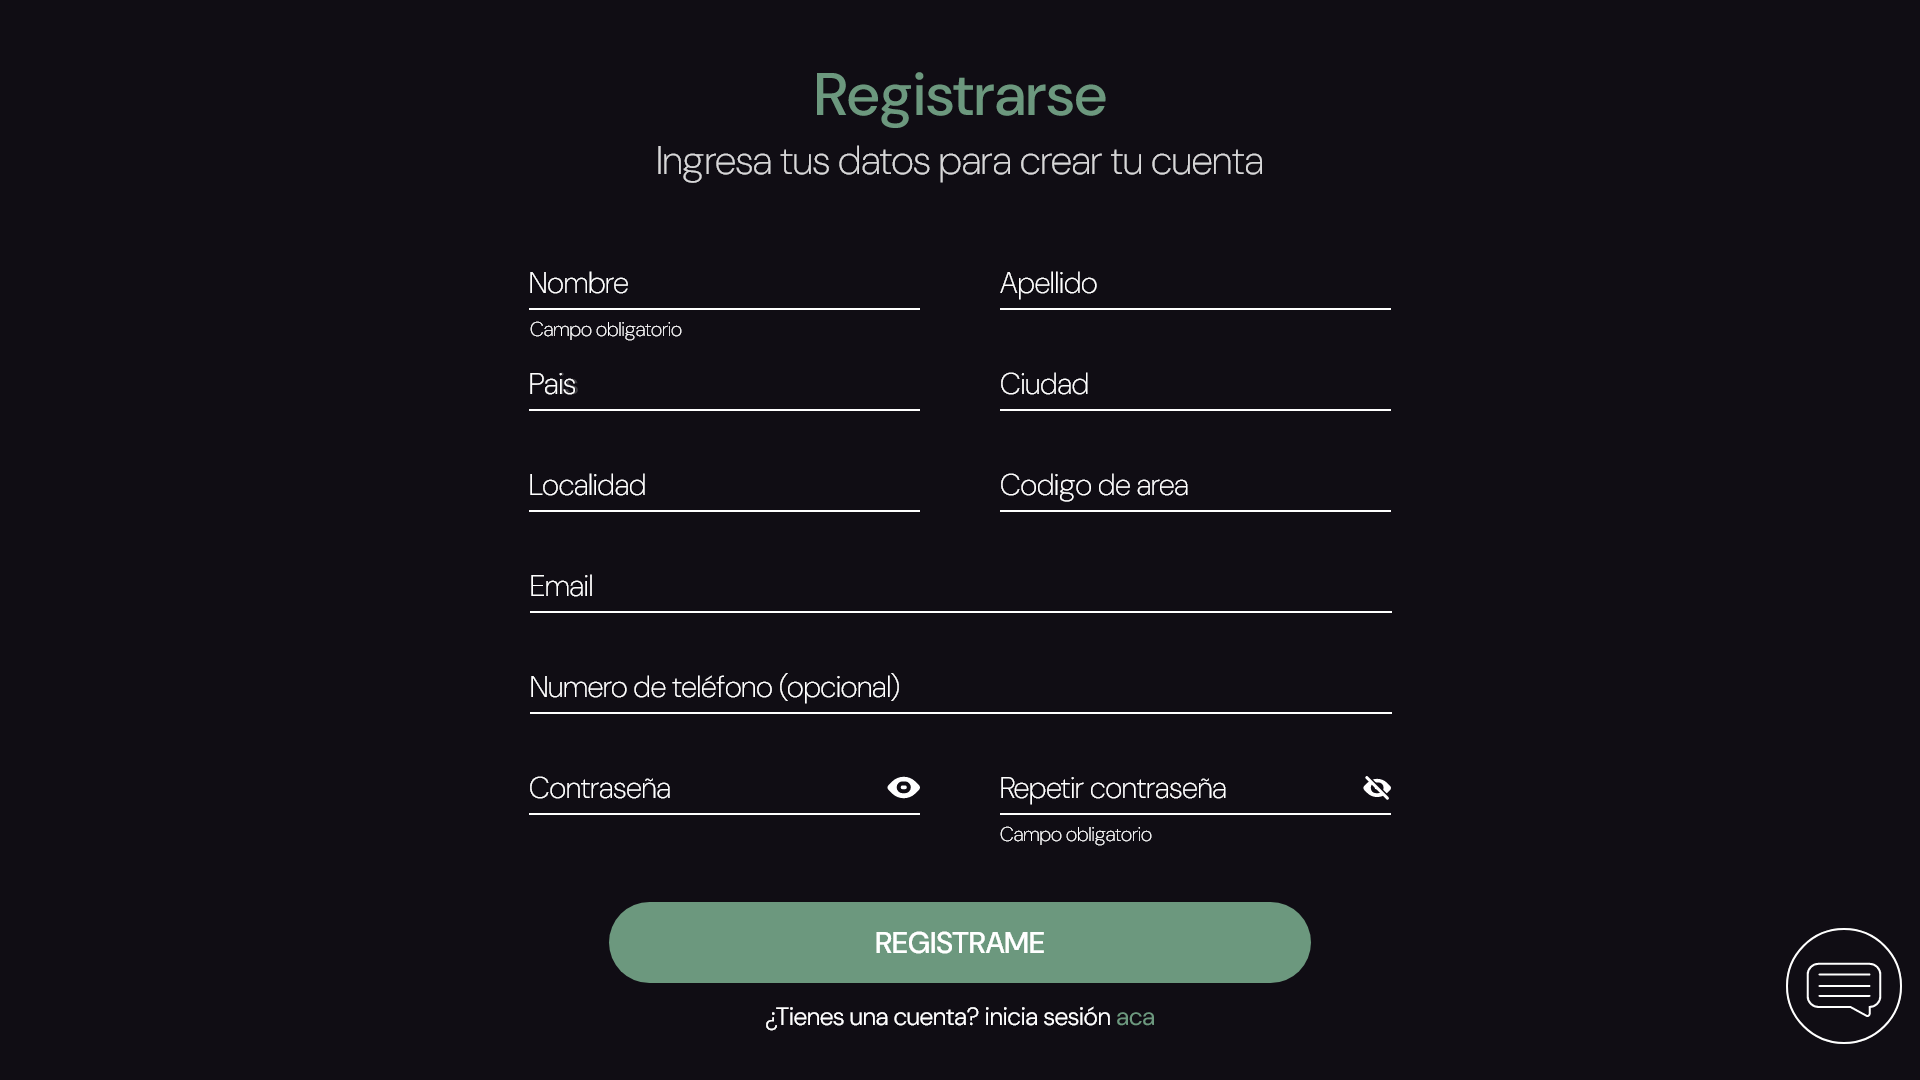 Registrarse
Ingresa tus datos para crear tu cuenta
Nombre
Apellido
Campo obligatorio
Pais
Ciudad
Localidad
Codigo de area
Email
Numero de teléfono (opcional)
Contraseña
Repetir contraseña
Campo obligatorio
REGISTRAME
¿Tienes una cuenta? inicia sesión aca